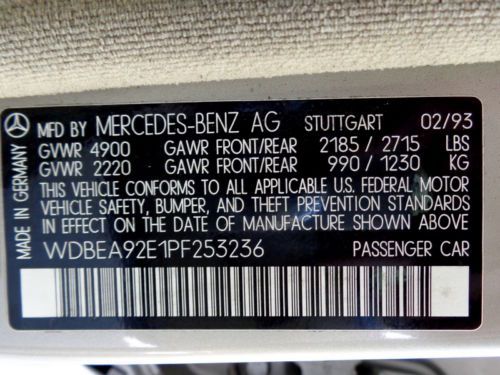 MADE IN GERMANY
MFD BY MERCEDES-BENZ AG STUTTGART 02/93
GVWR 4900 GAWR FRONT/REAR 2185 / 2715 LBS
GVWR 2220 GAWR FRONT/REAR 990 / 1230 KG
THIS VEHICLE CONFORMS TO ALL APPLICABLE U.S. FEDERAL MOTOR
VEHICLE SAFETY, BUMPER, AND THEFT PREVENTION STANDARDS
IN EFFECT ON THE DATE OF MANUFACTURE SHOWN ABOVE.
WDBEA92E1PF253236 PASSENGER CAR